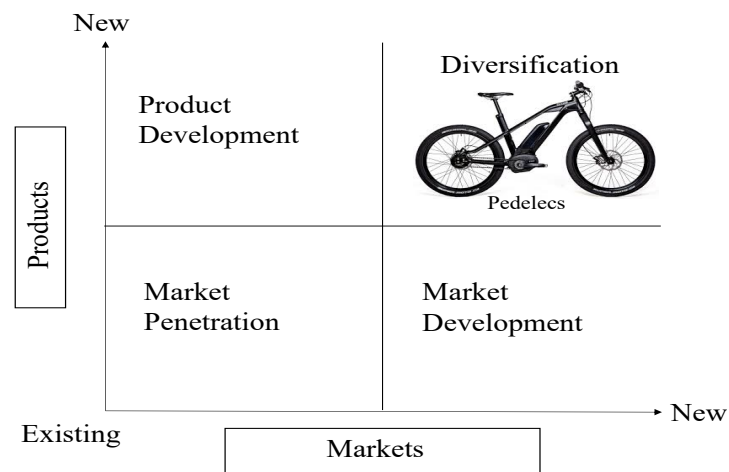 New
Diversification
Product
Development
Pedelecs
Products
Market
Penetration
Market
Development
New
Existing
Markets